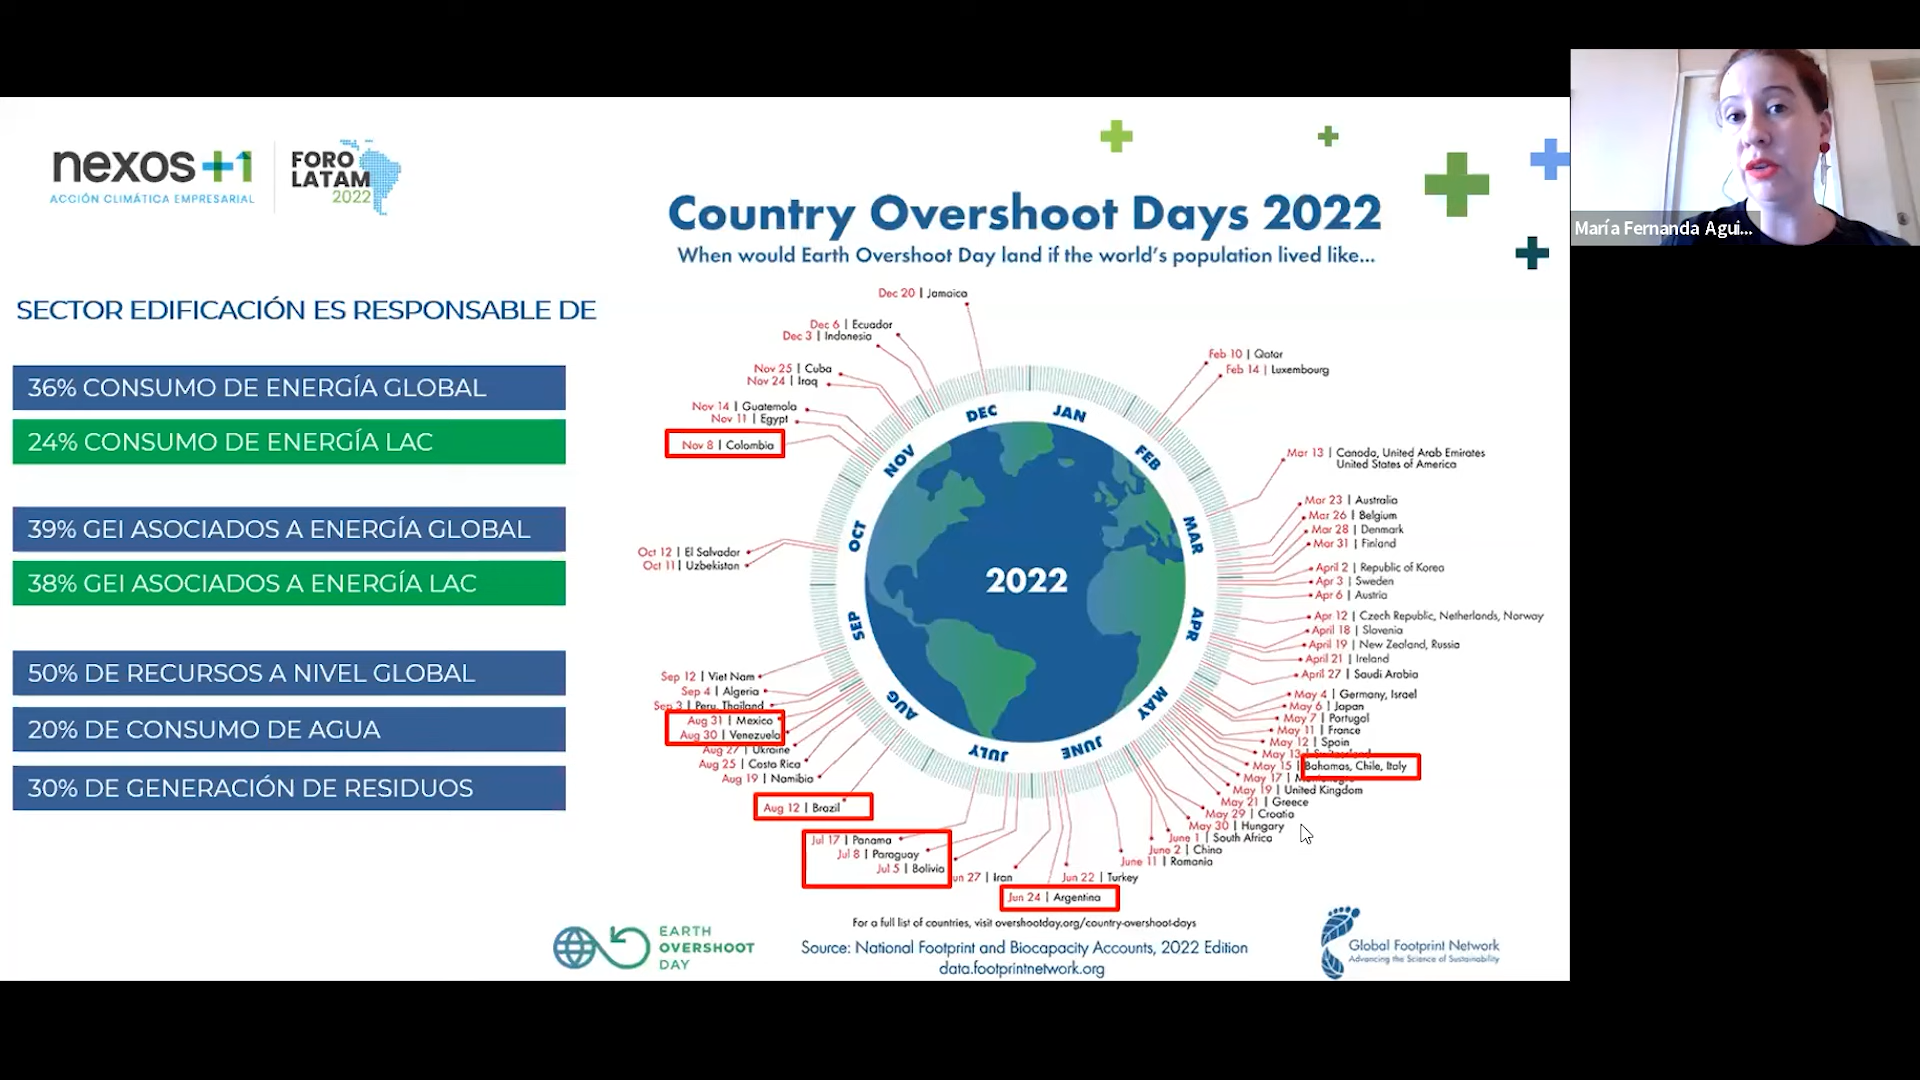 nexos+1
ACCIÓN CLIMÁTICA EMPRESARIAL
FORO
LATAM
2022
María Fernanda Agui...
Country Overshoot Days 2022
When would Earth Overshoot Day land if the world's population lived like...
SECTOR EDIFICACIÓN ES RESPONSABLE DE
36% CONSUMO DE ENERGÍA GLOBAL
24% CONSUMO DE ENERGÍA LAC
39% GEI ASOCIADOS A ENERGÍA GLOBAL
38% GEI ASOCIADOS A ENERGÍA LAC
50% DE RECURSOS A NIVEL GLOBAL
20% DE CONSUMO DE AGUA
30% DE GENERACIÓN DE RESIDUOS
Dec 20 | Jamaica
Dec 6 | Ecuador
Dec 3 | Indonesia
Nov 25 | Cuba
Nov 24 | Iraq
Nov 14 | Guatemala
Nov 11 | Egypt
Nov 8 | Colombia
Oct 12 | El Salvador
Oct 11 | Uzbekistan
Sep 12 | Viet Nam
Sep 4 | Algeria
Sep 3 | Peru, Thailand
Aug 31 | Mexico
Aug 30 | Venezuela
Aug 27 | Ukraine
Aug 25 | Costa Rica
Aug 19 | Namibia
Aug 12 | Brazil
Jul 17 | Panama
Jul 8 | Paraguay
Jul 5 | Bolivia
un 27 | Iran
Jun 24 | Argentina
Jun 22 | Turkey
Feb 10 | Qatar
Feb 14 | Luxembourg
Mar 13 | Canada, United Arab Emirates
United States of America
Mar 23 | Australia
Mar 26 | Belgium
Mar 28 | Denmark
Mar 31 | Finland
April 2 | Republic of Korea
Apr 3 | Sweden
Apr 6 | Austria
Apr 12 | Czech Republic, Netherlands, Norway
April 18 | Slovenia
April 19 | New Zealand, Russia
April 21 | Ireland
April 27 | Saudi Arabia
May 4 | Germany, Israel
May 6 | Japan
May 7 | Portugal
May 11 | France
May 12 | Spain
May 13 | Switzerland
May 15 | Bahamas, Chile, Italy
May 17 | Montenegro
May 19 | United Kingdom
May 21 | Greece
May 29 | Croatia
May 30 | Hungary
June 1 | South Africa
June 2 | China
June 11 | Romania
JAN
FEB
MAR
APR
MAY
JUNE
JULY
AUG
SEP
OCT
NOV
DEC
2022
For a full list of countries, visit overshootday.org/country-overshoot-days
Source: National Footprint and Biocapacity Accounts, 2022 Edition
data.footprintnetwork.org
EARTH
OVERSHOOT
DAY
Global Footprint Network
Advancing the Science of Sustainability